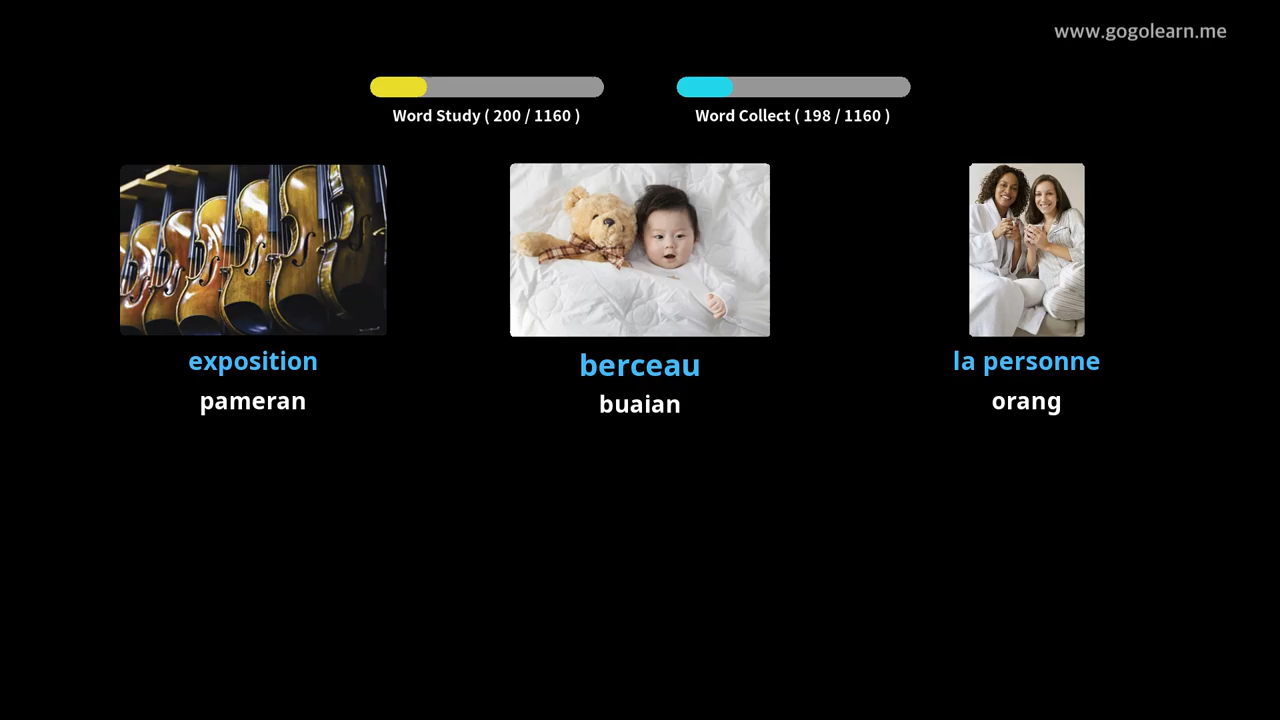 www.gogolearn.me
Word Study ( 200 / 1160 )
Word Collect ( 198 / 1160 )
exposition
pameran
berceau
buaian
la personne
orang